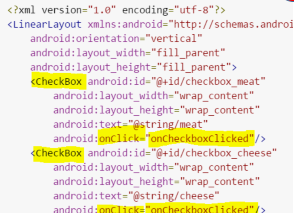 <?xml version="1.0" encoding="utf-8"?>
<LinearLayout xmlns:android="http://schemas.androi
android:orientation="vertical"
android:layout_width="fill_parent"
android:layout_height="fill_parent">
<CheckBox android:id="@+id/checkbox_meat"
android:layout_width="wrap_content"
android:layout_height="wrap_content"
android:text="@string/meat"
android:onClick="onCheckboxClicked"/>
<CheckBox android:id="@+id/checkbox_cheese"
android:layout_width="wrap_content"
android:layout_height="wrap_content"
android:text="@string/cheese"
android:onClick="onCheckboxClicked"/>